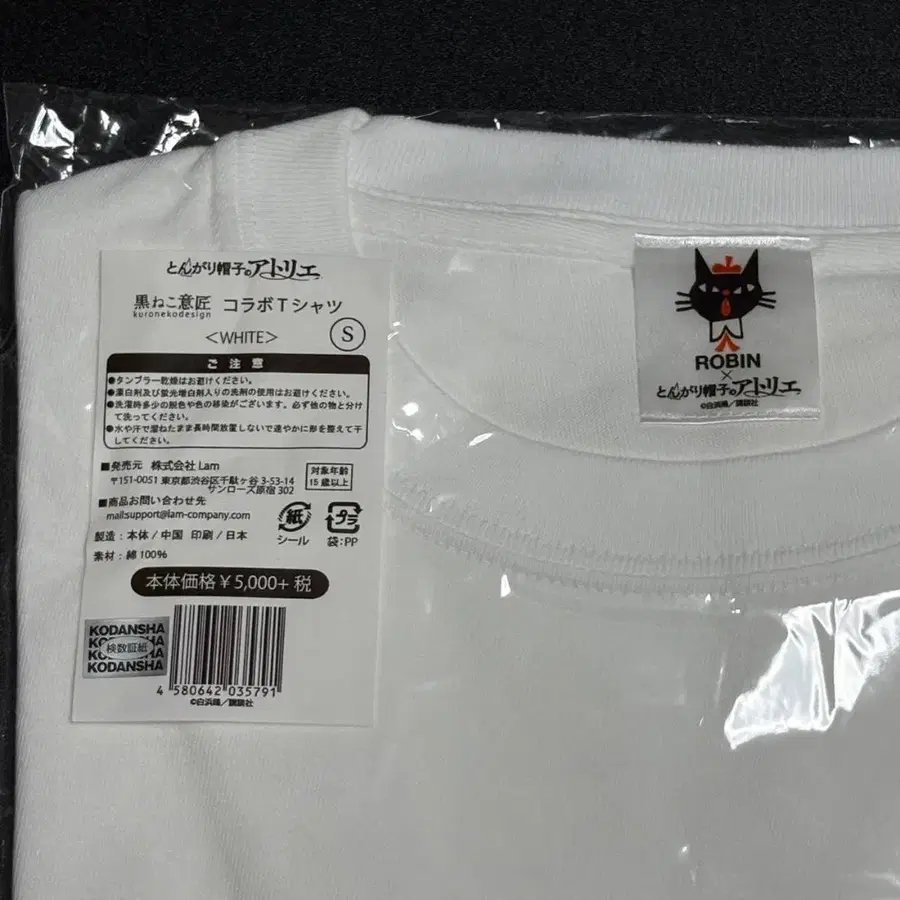 とんがり帽子のアトリエ
黒ねこ意匠 コラボTシャツ
kuronekodesign
＜WHITE＞ S
ご注意
●タンブラー乾燥はお避けください。
●漂白剤及び蛍光増白剤入りの洗剤の使用はお避けください。
●洗濯時多少の脱色や色の移染がございます。必ず他の物と分け
て洗ってください。
●水や汗で湿ねたまま長時間放置しないで速やかに形を整えて干
してください。
■発売元 株式会社 Lam
〒151-0051 東京都渋谷区千駄ヶ谷 3-53-14
サンローズ原宿 302
対象年齢
15歳以上
■商品お問い合わせ先
mail:support@lam-company.com
紙
シール
プラ
袋:PP
製造：本体/中国 印刷/日本
素材：綿100%
本体価格￥5,000+税
KODANSHA
検数証紙
KODANSHA
4 580642 035791
©白浜鴎／講談社
ROBIN
×
とんがり帽子のアトリエ
©白浜鴎／講談社